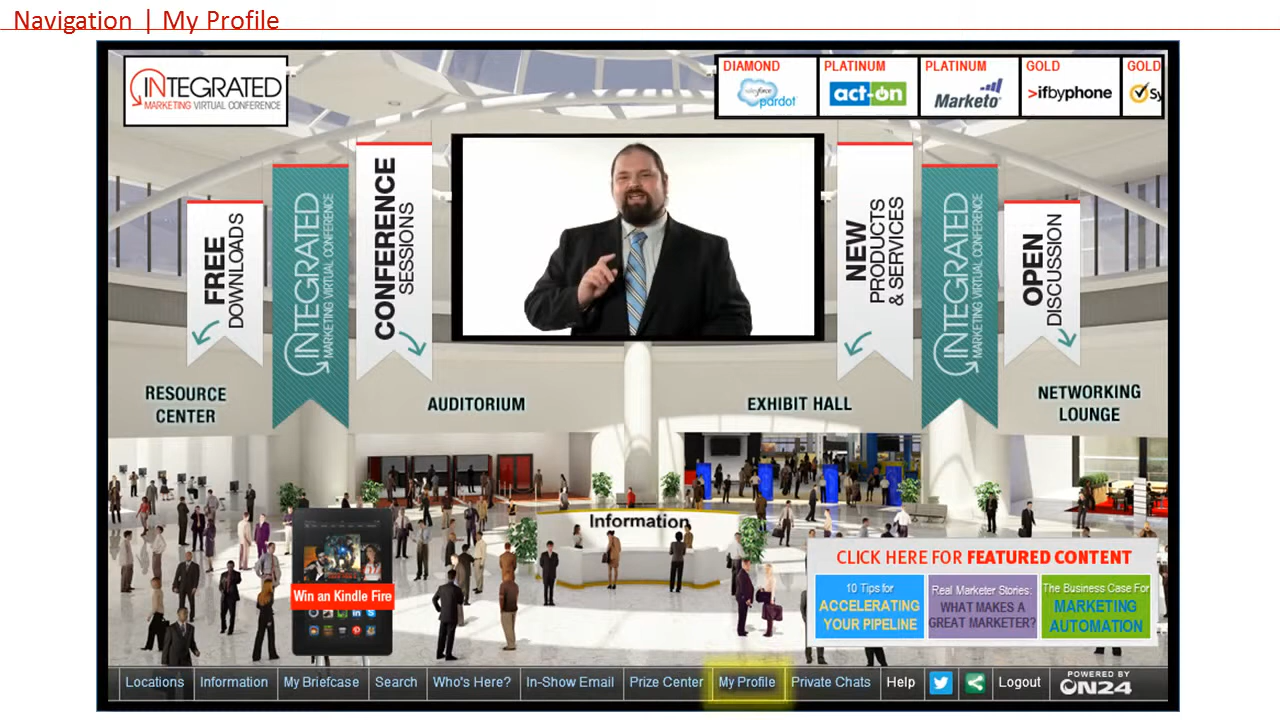 Navigation | My Profile
INTEGRATED
MARKETING VIRTUAL CONFERENCE
DIAMOND
salesforce
pardot
PLATINUM
act-on
PLATINUM
Marketo
GOLD
>ifbyphone
GOLD
Sy
FREE
DOWNLOADS
INTEGRATED
MARKETING VIRTUAL CONFERENCE
CONFERENCE
SESSIONS
NEW
PRODUCTS
& SERVICES
INTEGRATED
MARKETING VIRTUAL CONFERENCE
OPEN
DISCUSSION
RESOURCE
CENTER
AUDITORIUM
EXHIBIT HALL
NETWORKING
LOUNGE
Information
Win an Kindle Fire
CLICK HERE FOR FEATURED CONTENT
10 Tips for
ACCELERATING
YOUR PIPELINE
Real Marketer Stories:
WHAT MAKES A
GREAT MARKETER?
The Business Case For
MARKETING
AUTOMATION
Locations
Information
My Briefcase
Search
Who's Here?
In-Show Email
Prize Center
My Profile
Private Chats
Help
Logout
POWERED BY
ON24